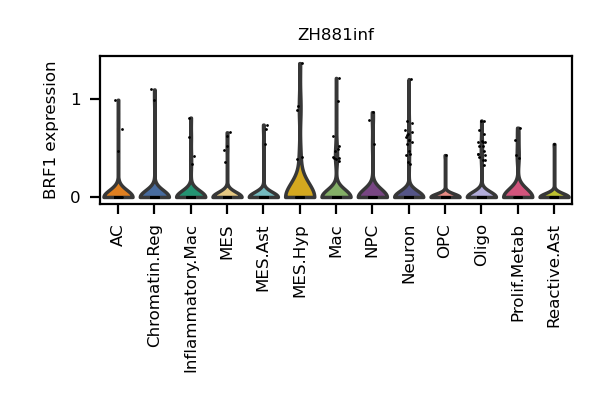 ZH881inf
BRF1 expression
1
0
AC
Chromatin.Reg
Inflammatory.Mac
MES
MES.Ast
MES.Hyp
Mac
NPC
Neuron
OPC
Oligo
Prolif.Metab
Reactive.Ast